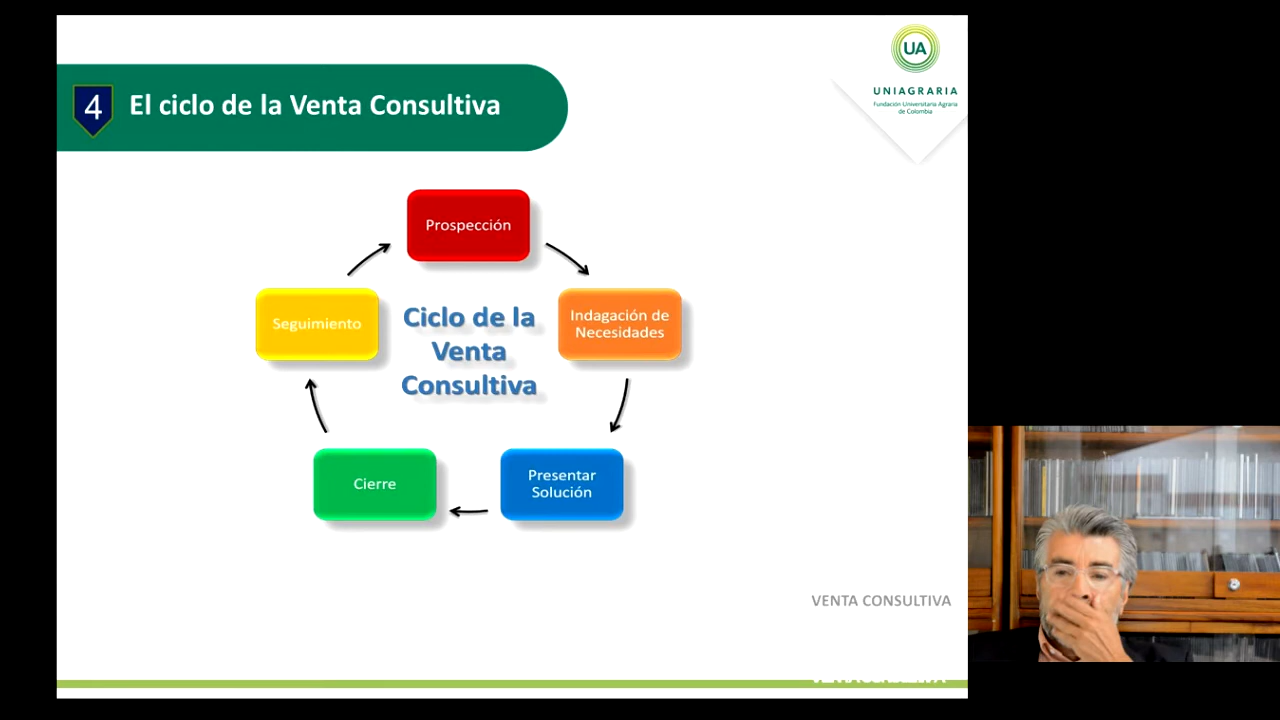 UA
UNIAGRARIA
Fundación Universitaria Agraria
de Colombia
4
El ciclo de la Venta Consultiva
Prospección
Seguimiento
Ciclo de la
Venta
Consultiva
Indagación de
Necesidades
Cierre
Presentar
Solución
VENTA CONSULTIVA